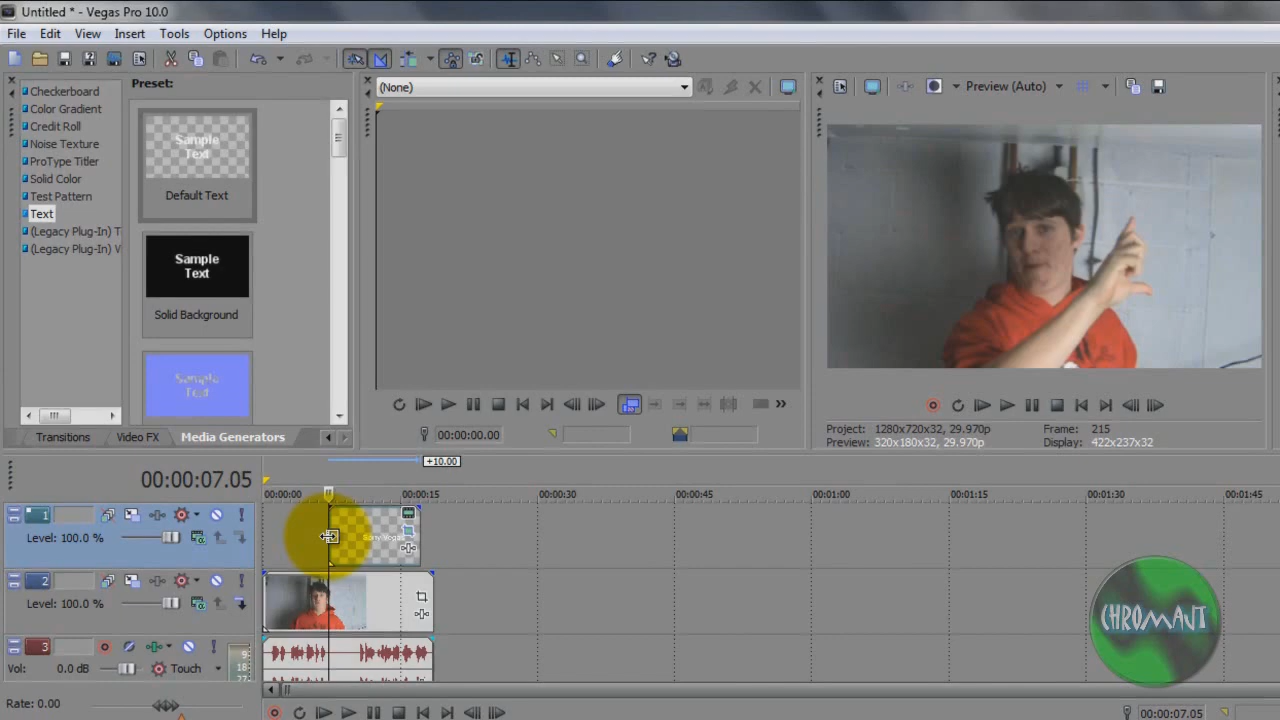 Untitled * - Vegas Pro 10.0
File Edit View Insert Tools Options Help
Checkerboard
Color Gradient
Credit Roll
Noise Texture
ProType Titler
Solid Color
Test Pattern
Text
(Legacy Plug-In) T
(Legacy Plug-In) V
Preset:
Sample
Text
Default Text
Sample
Text
Solid Background
Sample
Text
Transitions Video FX Media Generators
(None)
00:00:00.00
Preview (Auto)
Project: 1280x720x32, 29.970p Frame: 215
Preview: 320x180x32, 29.970p Display: 422x237x32
00:00:07.05
+10.00
00:00:00 00:00:15 00:00:30 00:00:45 00:01:00 00:01:15 00:01:30 00:01:45
1
Level: 100.0 %
Sony Vegas
2
Level: 100.0 %
3
Vol: 0.0 dB Touch
9
18
27
CHROMAUT
Rate: 0.00
00:00:07.05